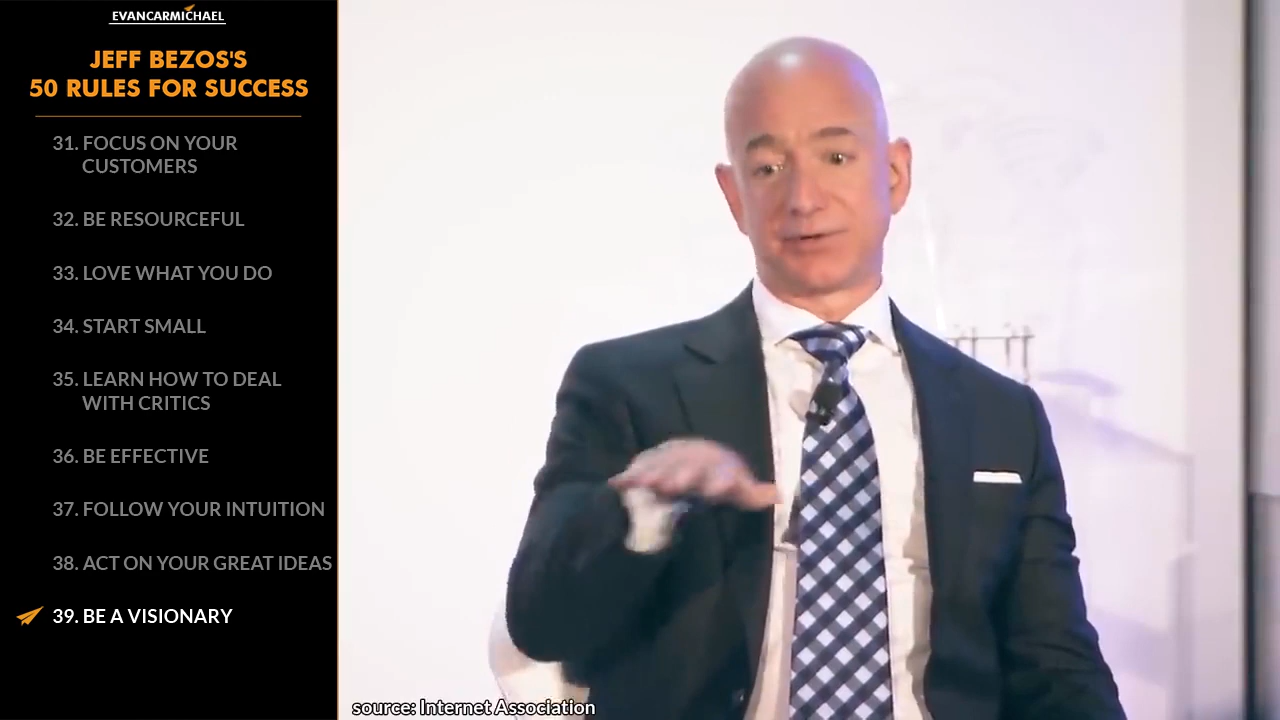 EVANCARMICHAEL
JEFF BEZOS'S
50 RULES FOR SUCCESS
31. FOCUS ON YOUR
CUSTOMERS
32. BE RESOURCEFUL
33. LOVE WHAT YOU DO
34. START SMALL
35. LEARN HOW TO DEAL
WITH CRITICS
36. BE EFFECTIVE
37. FOLLOW YOUR INTUITION
38. ACT ON YOUR GREAT IDEAS
39. BE A VISIONARY
source: Internet Association